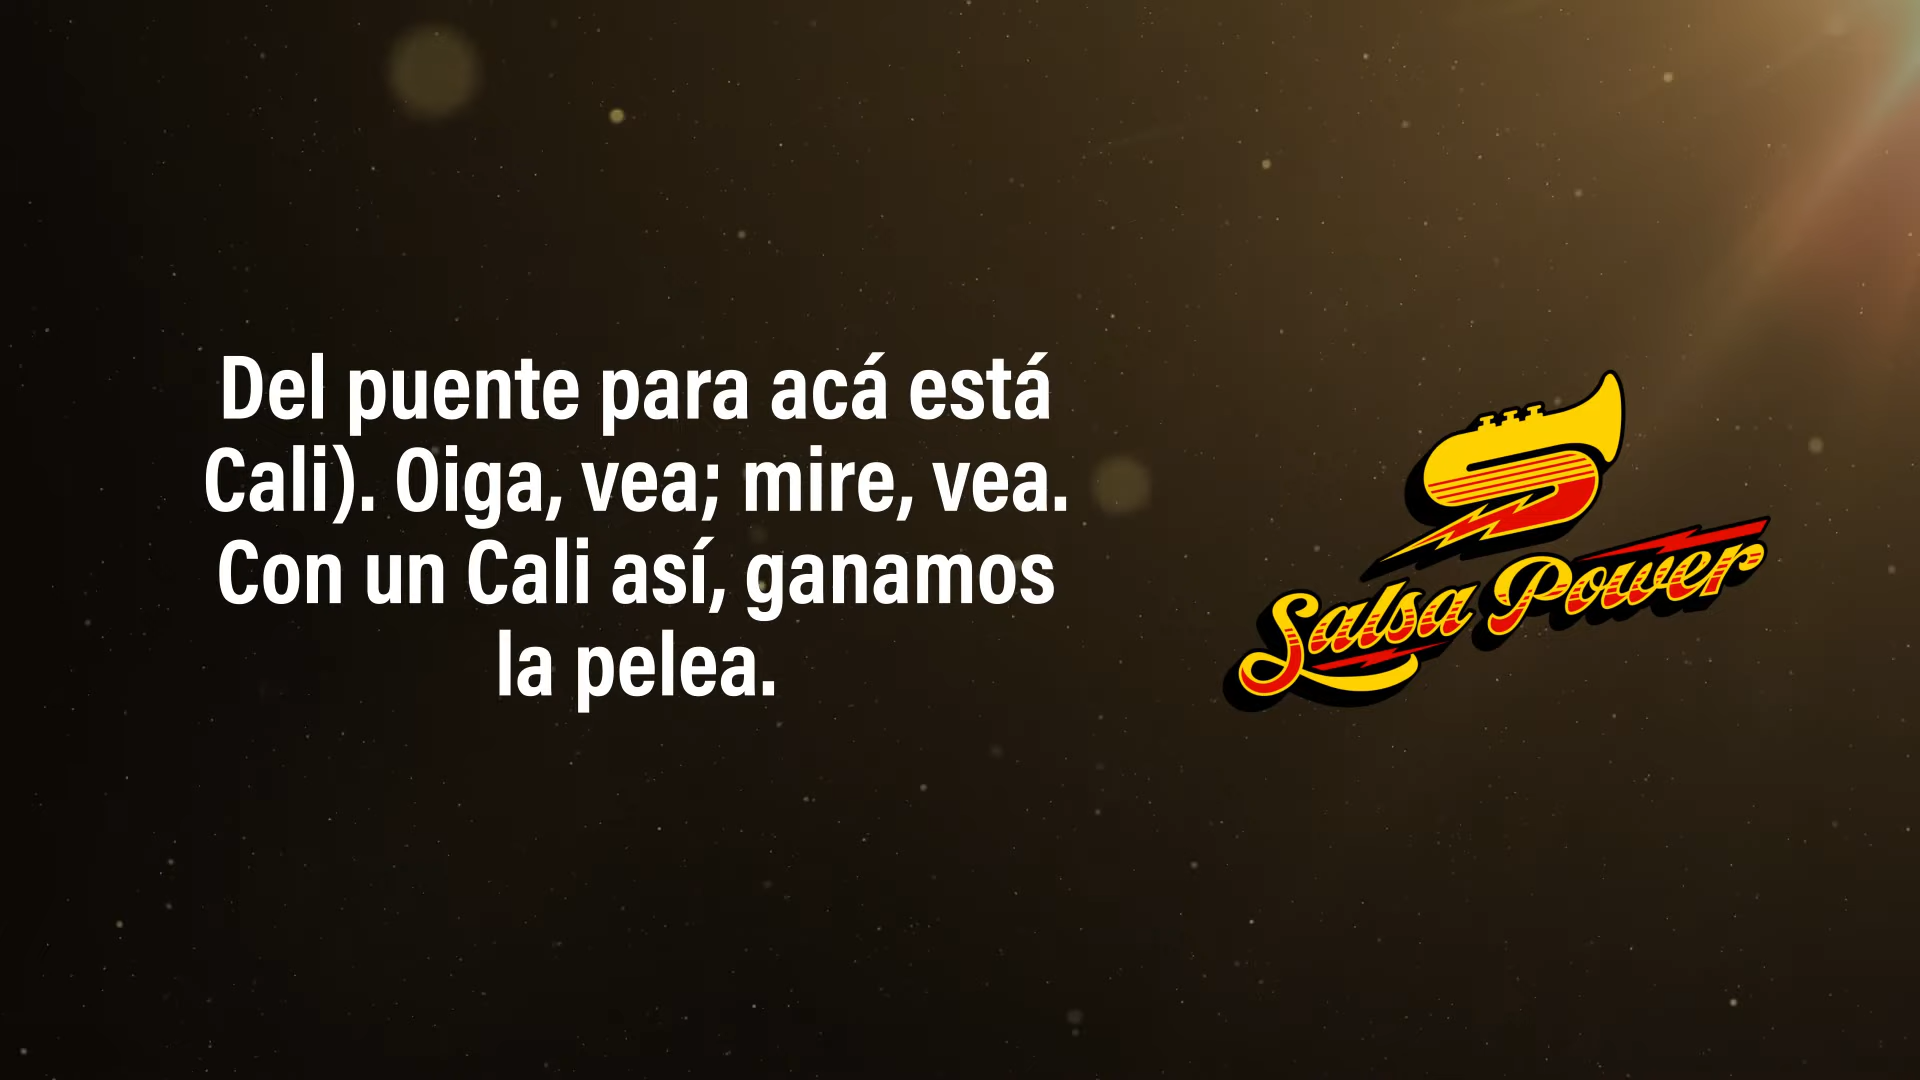 Del puente para acá está
Cali). Oiga, vea; mire, vea.
Con un Cali así, ganamos
la pelea.
Salsa Power